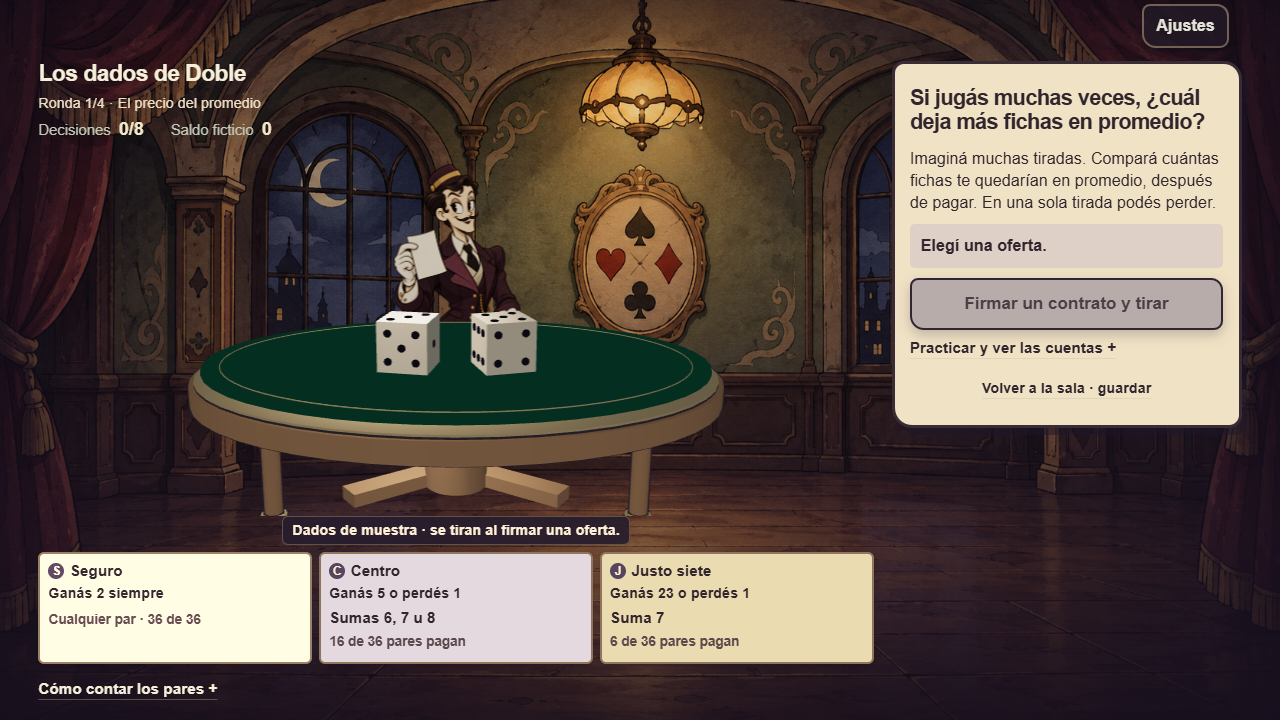 Ajustes
Los dados de Doble
Ronda 1/4 · El precio del promedio
Decisiones 0/8 Saldo ficticio 0
Si jugás muchas veces, ¿cuál
deja más fichas en promedio?
Imaginá muchas tiradas. Compará cuántas
fichas te quedarían en promedio, después
de pagar. En una sola tirada podés perder.
Elegí una oferta.
Firmar un contrato y tirar
Practicar y ver las cuentas +
Volver a la sala · guardar
Dados de muestra · se tiran al firmar una oferta.
S Seguro
Ganás 2 siempre
Cualquier par · 36 de 36
C Centro
Ganás 5 o perdés 1
Sumas 6, 7 u 8
16 de 36 pares pagan
J Justo siete
Ganás 23 o perdés 1
Suma 7
6 de 36 pares pagan
Cómo contar los pares +